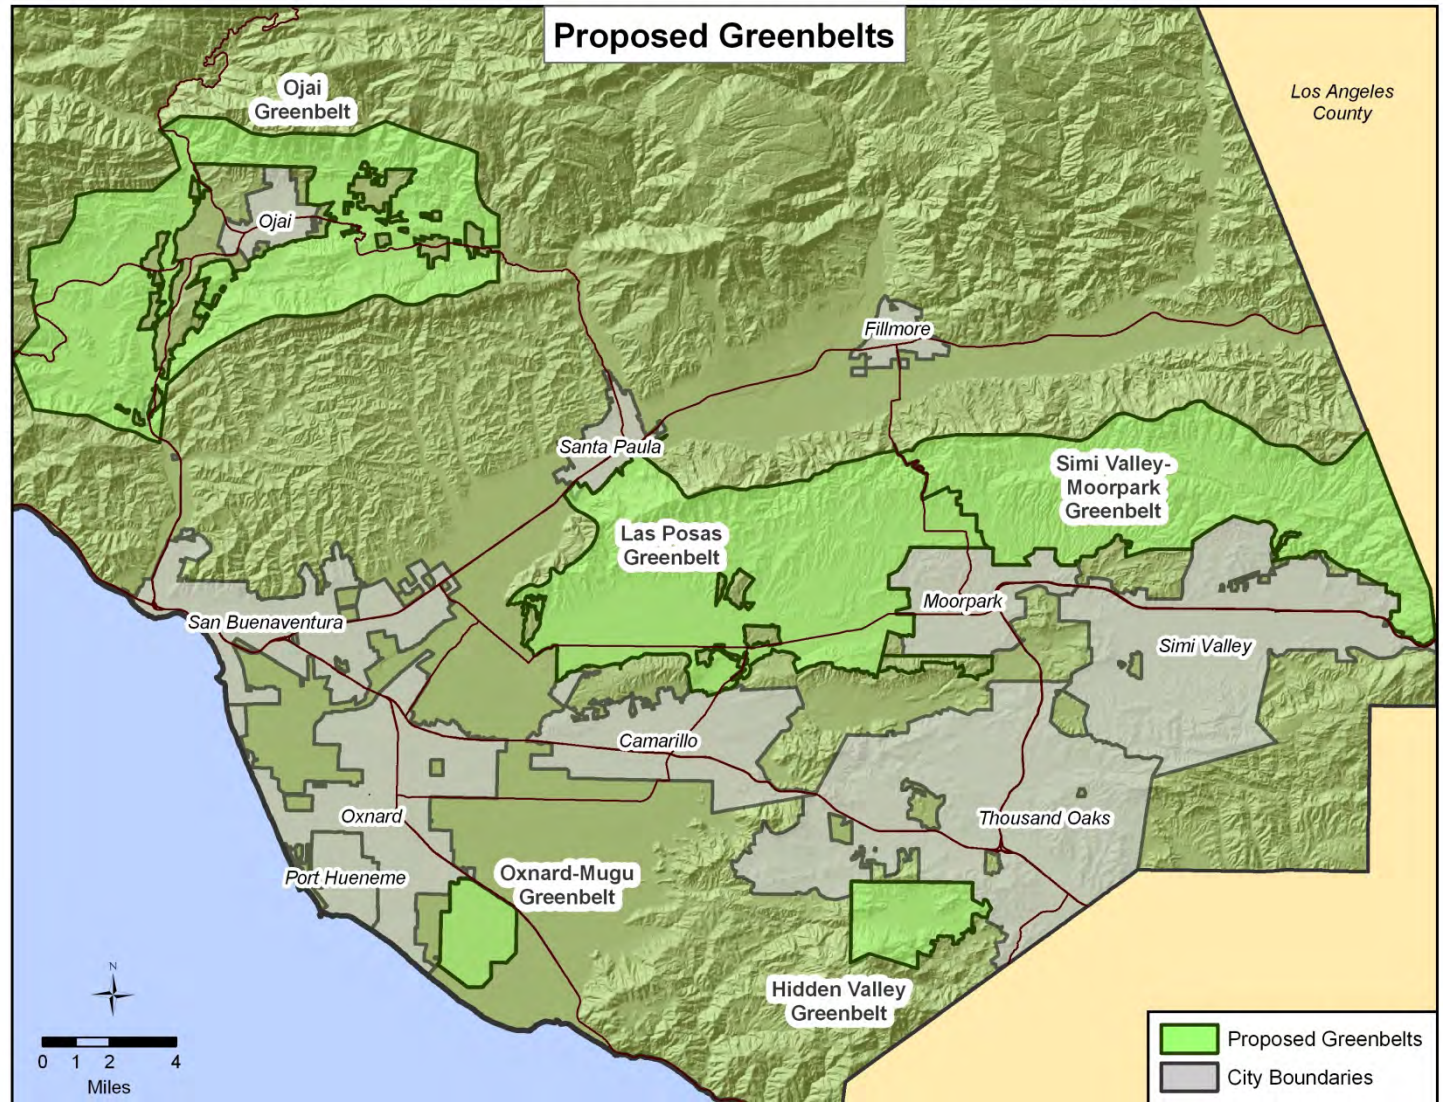 Proposed Greenbelts
Los Angeles
County
Ojai
Greenbelt
Ojai
Fillmore
Santa Paula
Simi Valley-
Moorpark
Greenbelt
Las Posas
Greenbelt
Moorpark
San Buenaventura
Simi Valley
Camarillo
Oxnard
Thousand Oaks
Port Hueneme
Oxnard-Mugu
Greenbelt
Hidden Valley
Greenbelt
N
0 1 2 4
Miles
Proposed Greenbelts
City Boundaries